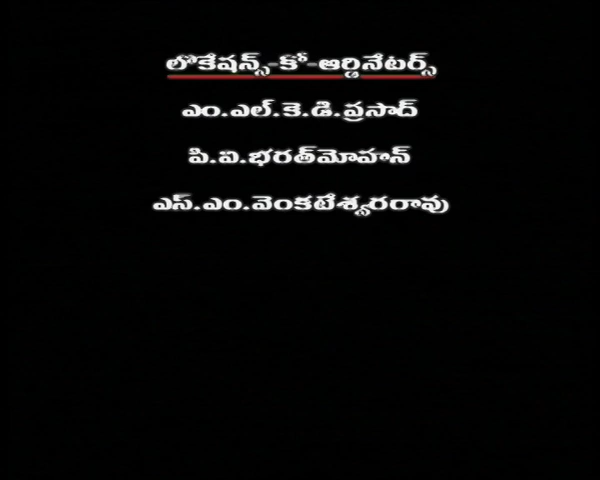 లొకేషన్స్-కో-ఆర్డినేటర్స్
ఎం.ఎల్.కె.డి.ప్రసాద్
పి.వి.భరత్‌మోహన్
ఎస్.ఎం.వెంకటేశ్వరరావు